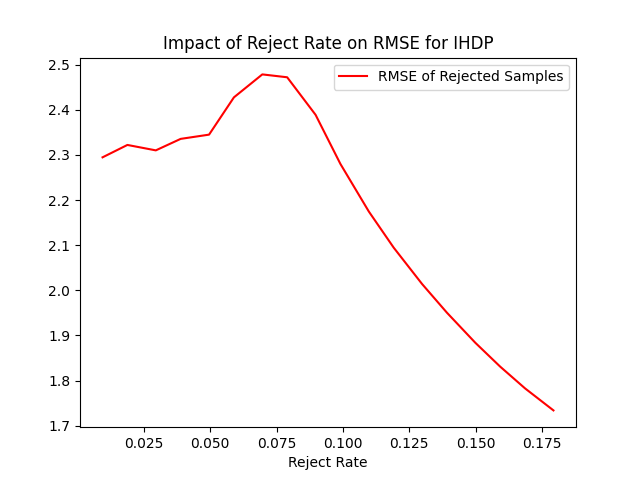 Impact of Reject Rate on RMSE for IHDP
RMSE of Rejected Samples
2.5
2.4
2.3
2.2
2.1
2.0
1.9
1.8
1.7
0.025 0.050 0.075 0.100 0.125 0.150 0.175
Reject Rate